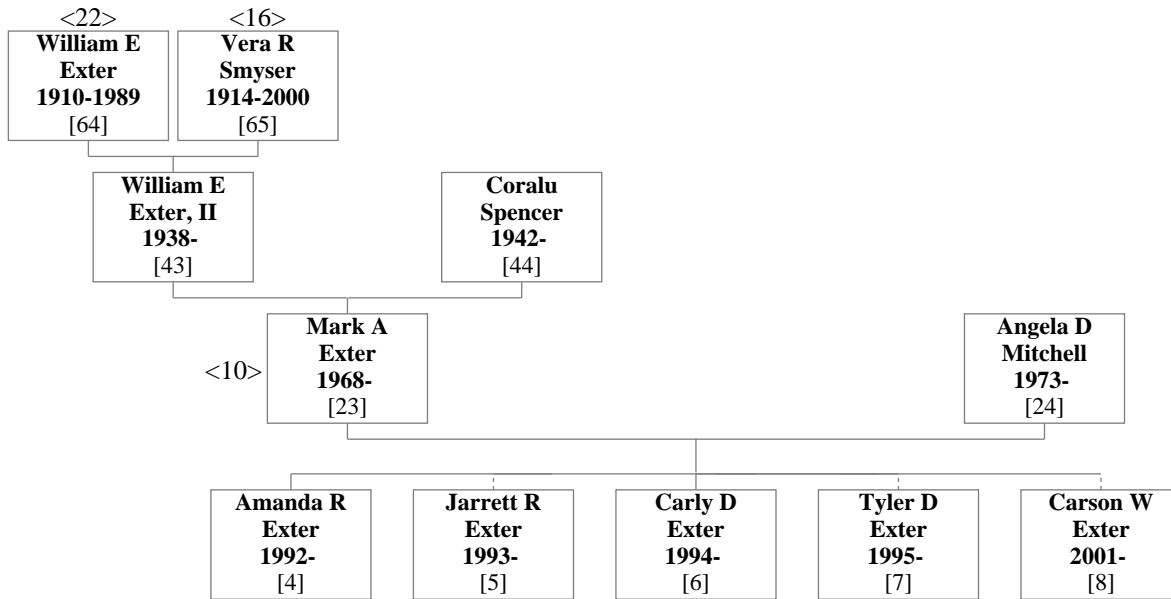 <22>
<16>
William E
Exter
1910-1989
[64]
Vera R
Smyser
1914-2000
[65]
William E
Exter, II
1938-
[43]
Coralu
Spencer
1942-
[44]
<10>
Mark A
Exter
1968-
[23]
Angela D
Mitchell
1973-
[24]
Amanda R
Exter
1992-
[4]
Jarrett R
Exter
1993-
[5]
Carly D
Exter
1994-
[6]
Tyler D
Exter
1995-
[7]
Carson W
Exter
2001-
[8]